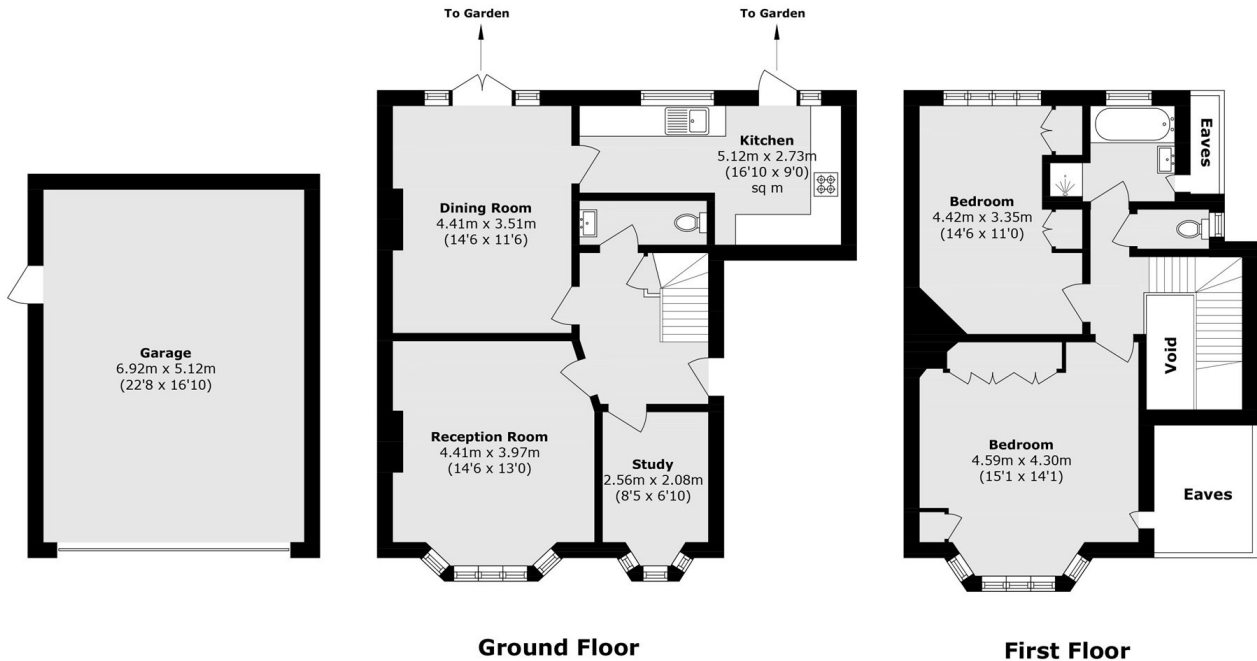 To Garden
To Garden
Kitchen
5.12m x 2.73m
(16'10 x 9'0)
sq m
Dining Room
4.41m x 3.51m
(14'6 x 11'6)
Garage
6.92m x 5.12m
(22'8 x 16'10)
Reception Room
4.41m x 3.97m
(14'6 x 13'0)
Study
2.56m x 2.08m
(8'5 x 6'10)
Ground Floor
Eaves
Bedroom
4.42m x 3.35m
(14'6 x 11'0)
Void
Bedroom
4.59m x 4.30m
(15'1 x 14'1)
Eaves
First Floor